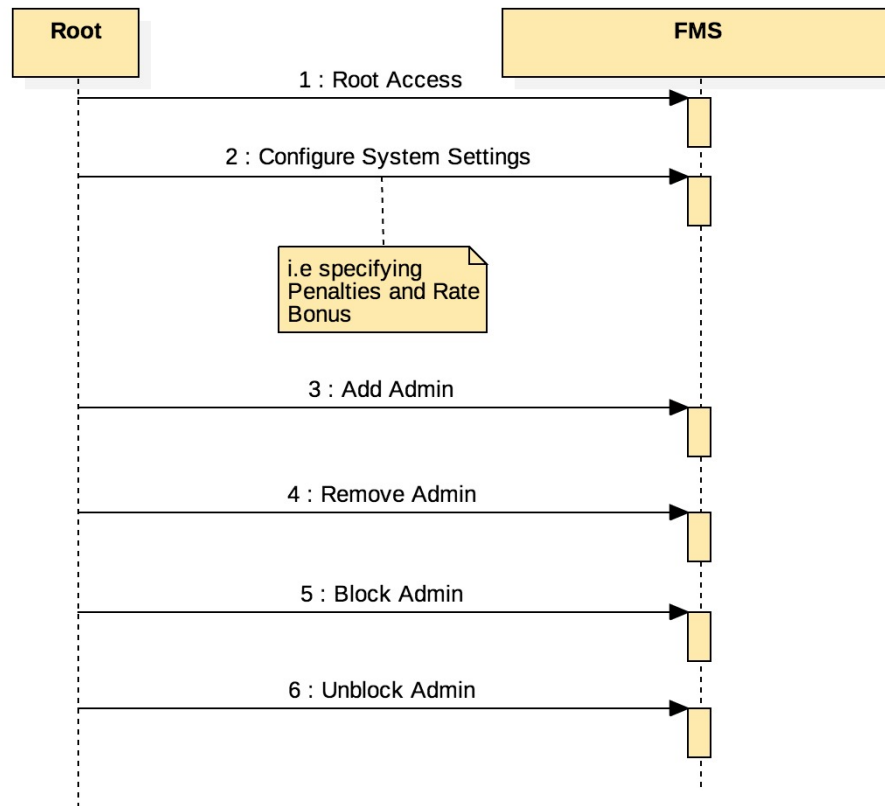 Root
FMS
1 : Root Access
2 : Configure System Settings
i.e specifying
Penalties and Rate
Bonus
3 : Add Admin
4 : Remove Admin
5 : Block Admin
6 : Unblock Admin